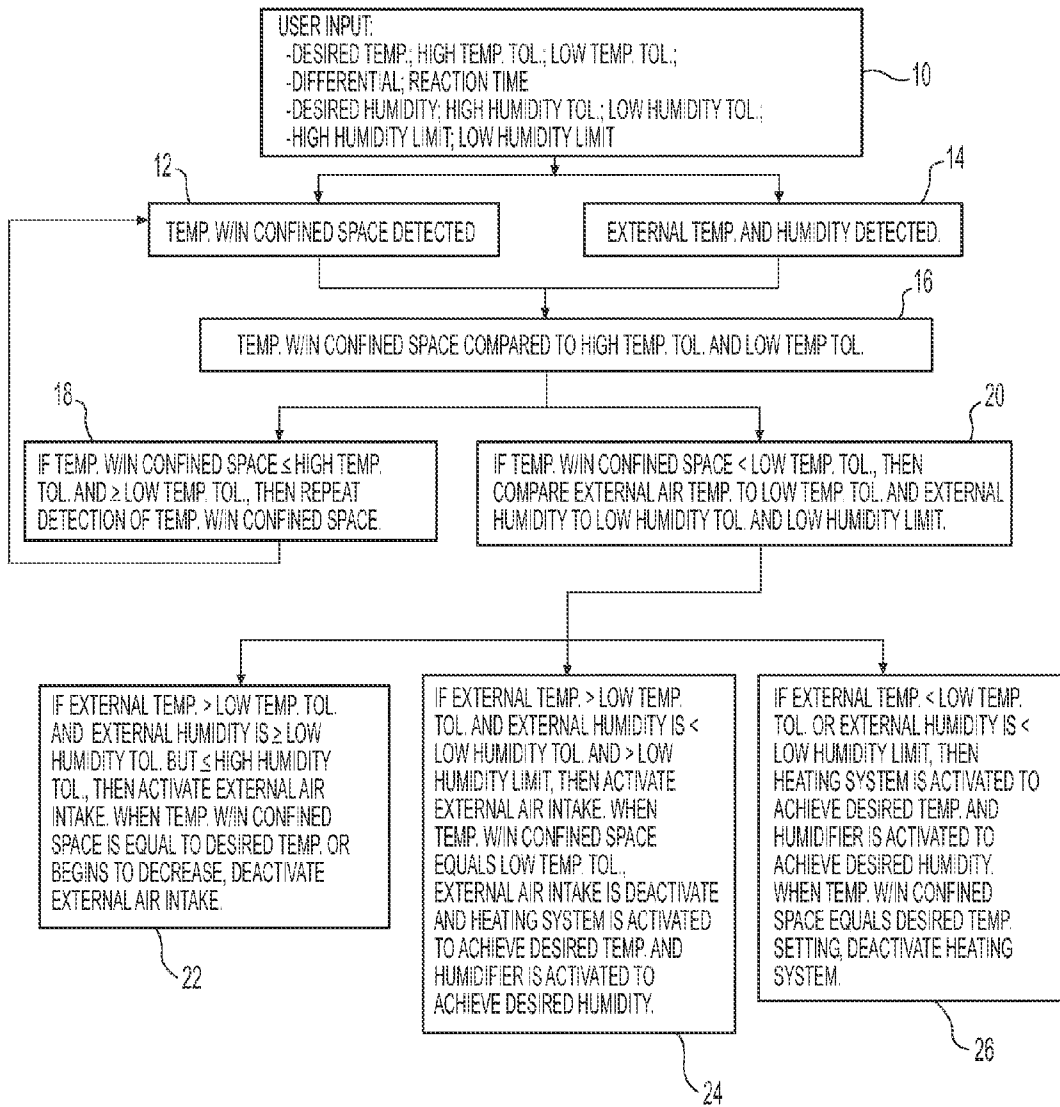 USER INPUT:
-DESIRED TEMP.; HIGH TEMP. TOL.; LOW TEMP. TOL.;
-DIFFERENTIAL; REACTION TIME
-DESIRED HUMIDITY; HIGH HUMIDITY TOL.; LOW HUMIDITY TOL.;
-HIGH HUMIDITY LIMIT; LOW HUMIDITY LIMIT
10
12
14
TEMP. W/IN CONFINED SPACE DETECTED
EXTERNAL TEMP. AND HUMIDITY DETECTED.
16
TEMP. W/IN CONFINED SPACE COMPARED TO HIGH TEMP. TOL. AND LOW TEMP TOL.
18
IF TEMP. W/IN CONFINED SPACE ≤ HIGH TEMP.
TOL. AND ≥ LOW TEMP. TOL., THEN REPEAT
DETECTION OF TEMP. W/IN CONFINED SPACE.
20
IF TEMP. W/IN CONFINED SPACE < LOW TEMP. TOL., THEN
COMPARE EXTERNAL AIR TEMP. TO LOW TEMP. TOL. AND EXTERNAL
HUMIDITY TO LOW HUMIDITY TOL. AND LOW HUMIDITY LIMIT.
IF EXTERNAL TEMP. > LOW TEMP. TOL.
AND EXTERNAL HUMIDITY IS ≥ LOW
HUMIDITY TOL. BUT ≤ HIGH HUMIDITY
TOL., THEN ACTIVATE EXTERNAL AIR
INTAKE. WHEN TEMP. W/IN CONFINED
SPACE IS EQUAL TO DESIRED TEMP. OR
BEGINS TO DECREASE, DEACTIVATE
EXTERNAL AIR INTAKE.
22
IF EXTERNAL TEMP. > LOW TEMP.
TOL. AND EXTERNAL HUMIDITY IS <
LOW HUMIDITY TOL. AND > LOW
HUMIDITY LIMIT, THEN ACTIVATE
EXTERNAL AIR INTAKE. WHEN
TEMP. W/IN CONFINED SPACE
EQUALS LOW TEMP. TOL.,
EXTERNAL AIR INTAKE IS DEACTIVATE
AND HEATING SYSTEM IS ACTIVATED
TO ACHIEVE DESIRED TEMP. AND
HUMIDIFIER IS ACTIVATED TO
ACHIEVE DESIRED HUMIDITY.
24
IF EXTERNAL TEMP. < LOW TEMP.
TOL. OR EXTERNAL HUMIDITY IS <
LOW HUMIDITY LIMIT, THEN
HEATING SYSTEM IS ACTIVATED TO
ACHIEVE DESIRED TEMP. AND
HUMIDIFIER IS ACTIVATED TO
ACHIEVE DESIRED HUMIDITY.
WHEN TEMP. W/IN CONFINED
SPACE EQUALS DESIRED TEMP.
SETTING, DEACTIVATE HEATING
SYSTEM.
26